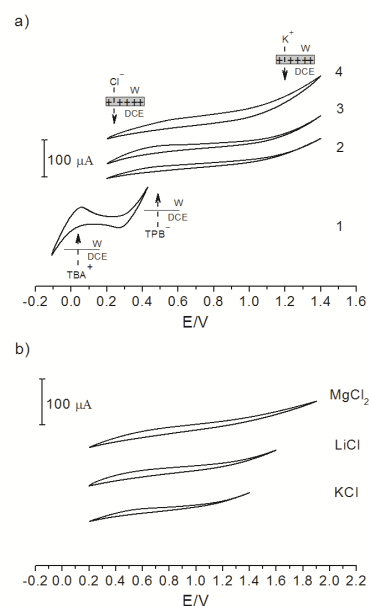 a)
W
Cl⁻
+ + + + + +
DCE
K⁺
W
+ + + + + +
DCE
4
3
2
1
100 μA
W
DCE
TPB⁻
W
DCE
TBA⁺
-0.2 0.0 0.2 0.4 0.6 0.8 1.0 1.2 1.4 1.6
E/V
b)
100 μA
MgCl₂
LiCl
KCl
0.0 0.2 0.4 0.6 0.8 1.0 1.2 1.4 1.6 1.8 2.0 2.2
E/V